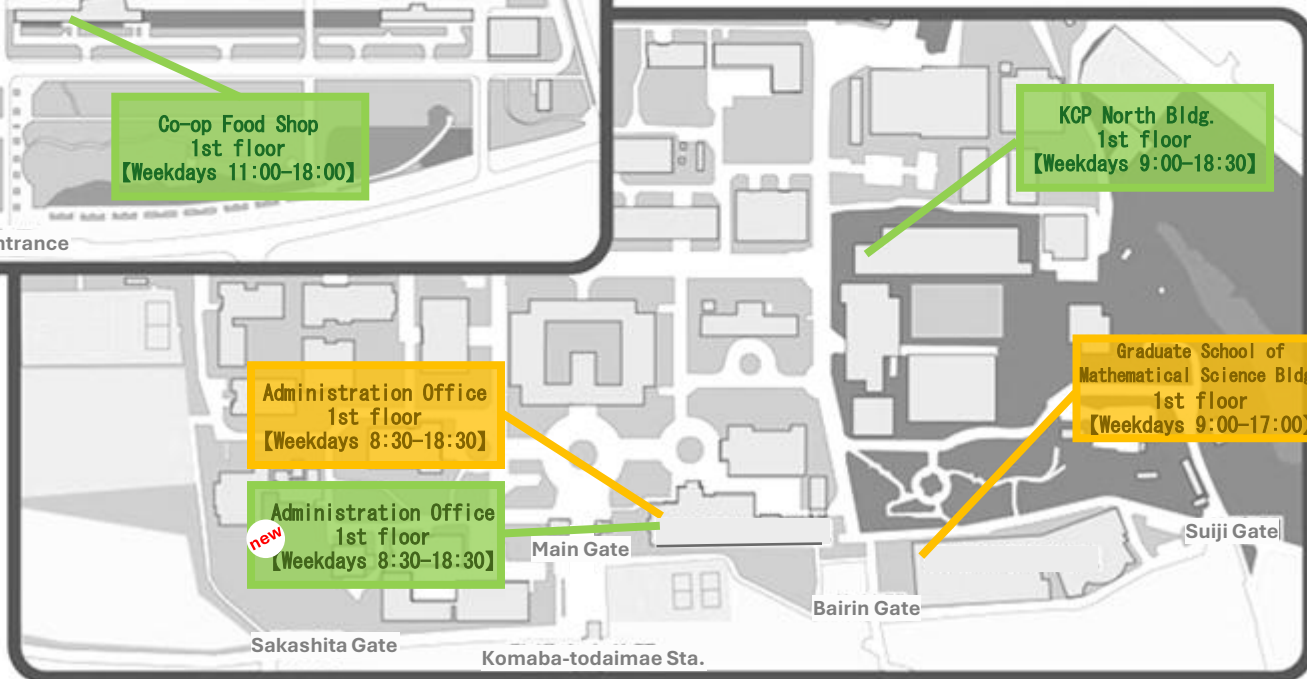 Co-op Food Shop
1st floor
【Weekdays 11:00-18:00】
ntrance
KCP North Bldg.
1st floor
【Weekdays 9:00-18:30】
Graduate School of
Mathematical Science Bldg
1st floor
【Weekdays 9:00-17:00】
Administration Office
1st floor
【Weekdays 8:30-18:30】
new
Administration Office
1st floor
【Weekdays 8:30-18:30】
Main Gate
Suiji Gate
Bairin Gate
Sakashita Gate
Komaba-todaimae Sta.